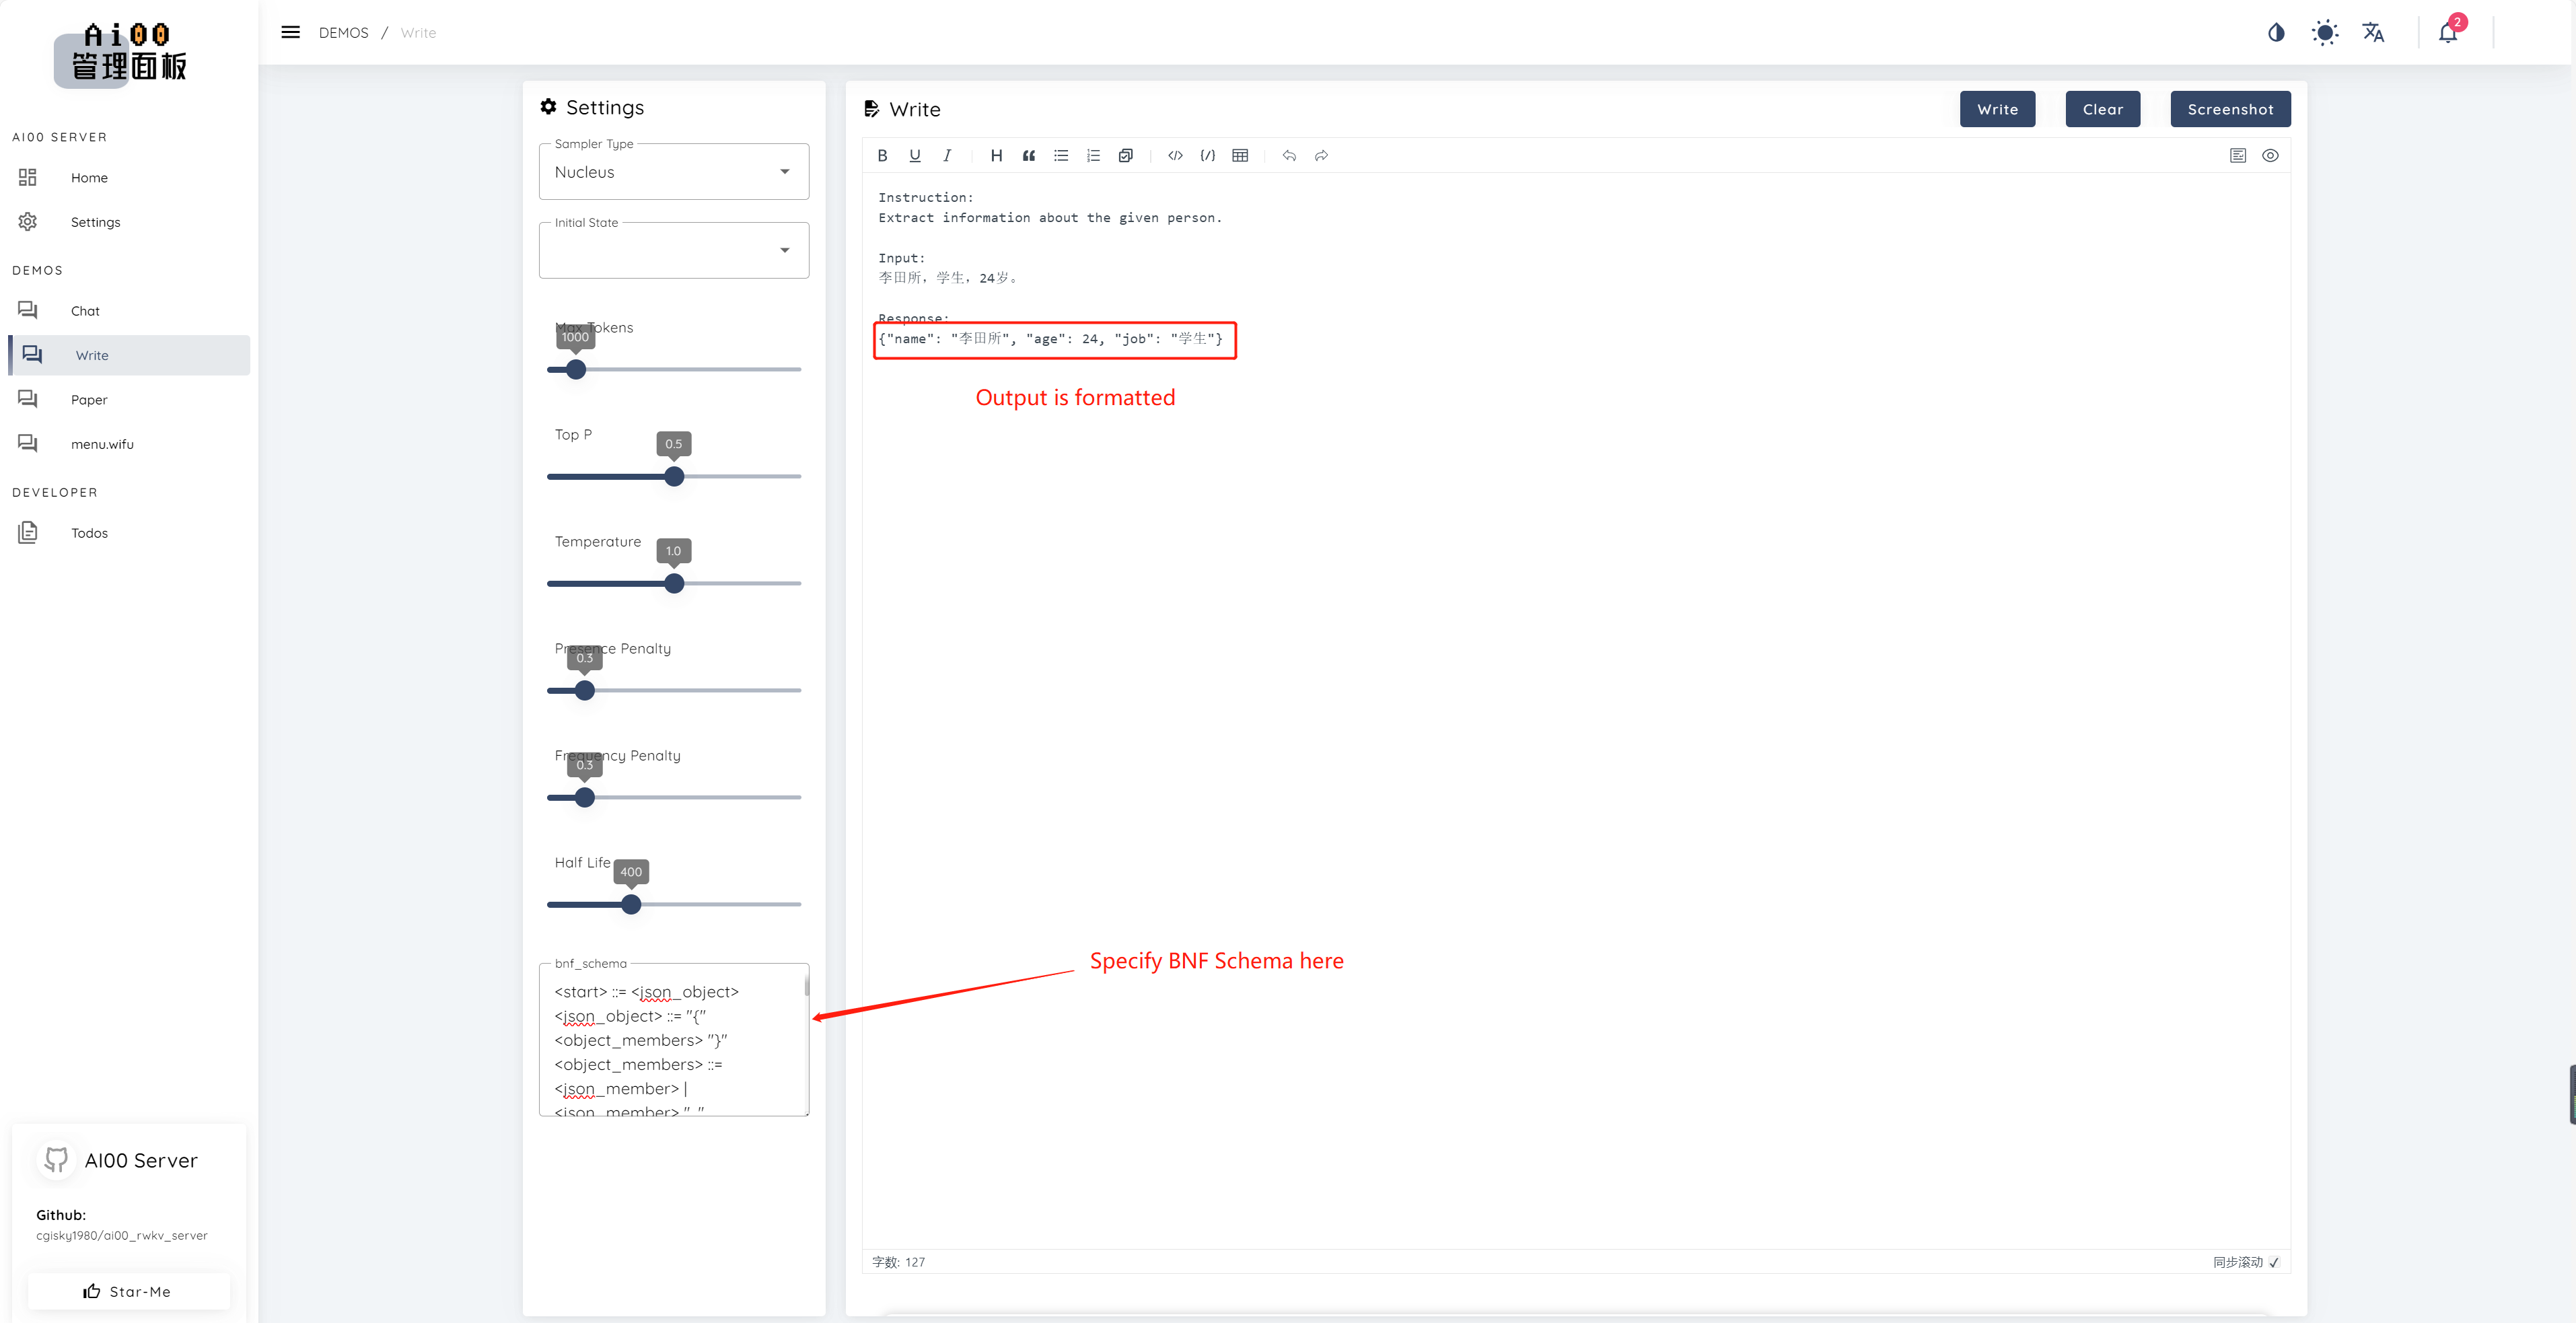 Ai00
管理面板
AI00 SERVER
Home
Settings
DEMOS
Chat
Write
Paper
menu.wifu
DEVELOPER
Todos
AI00 Server
Github:
cgisky1980/ai00_rwkv_server
Star-Me
DEMOS / Write
2
Settings
Sampler Type
Nucleus
Initial State
Max Tokens
1000
Top P
0.5
Temperature
1.0
Presence Penalty
0.3
Frequency Penalty
0.3
Half Life
400
bnf_schema
<start> ::= <json_object>
<json_object> ::= "{"
<object_members> "}"
<object_members> ::=
<json_member> |
<json_member> ", "
Write
Write
Clear
Screenshot
Instruction:
Extract information about the given person.
Input:
李田所，学生，24岁。
Response:
{"name": "李田所", "age": 24, "job": "学生"}
Output is formatted
Specify BNF Schema here
字数: 127
同步滚动